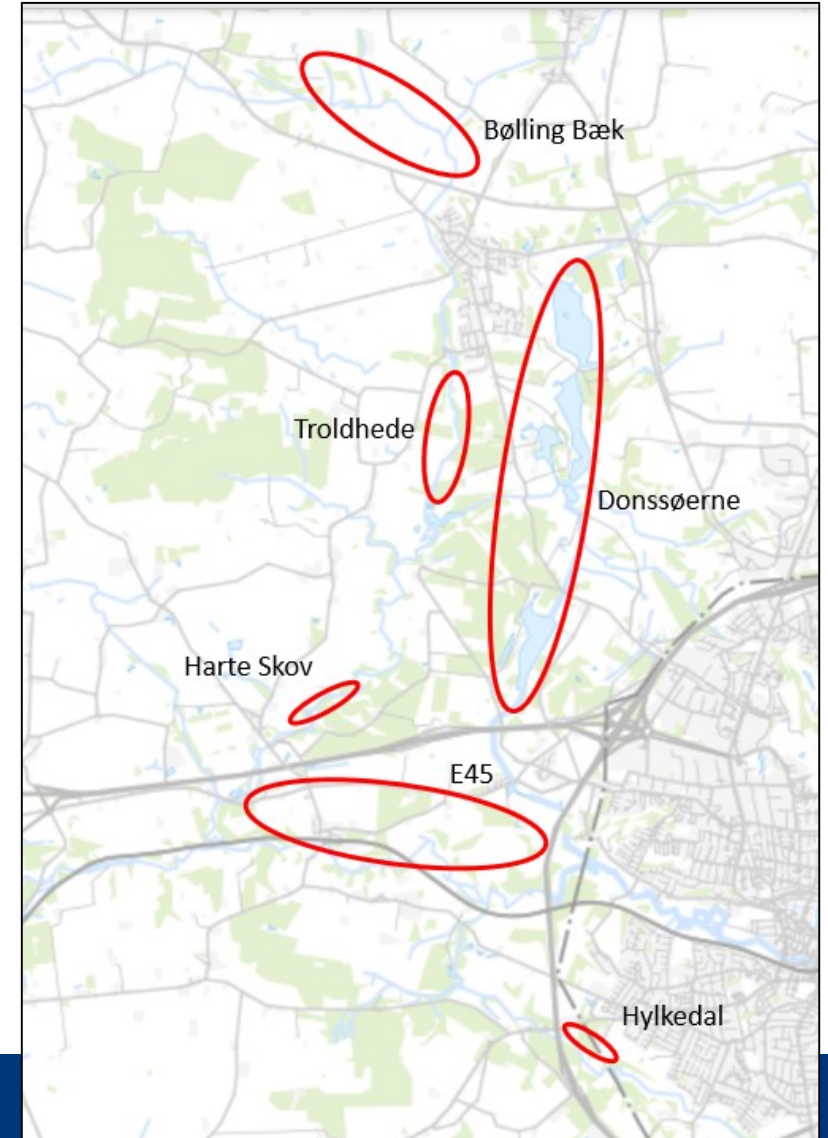 Bølling Bæk
Troldhede
Donssøerne
Harte Skov
E45
Hylkedal